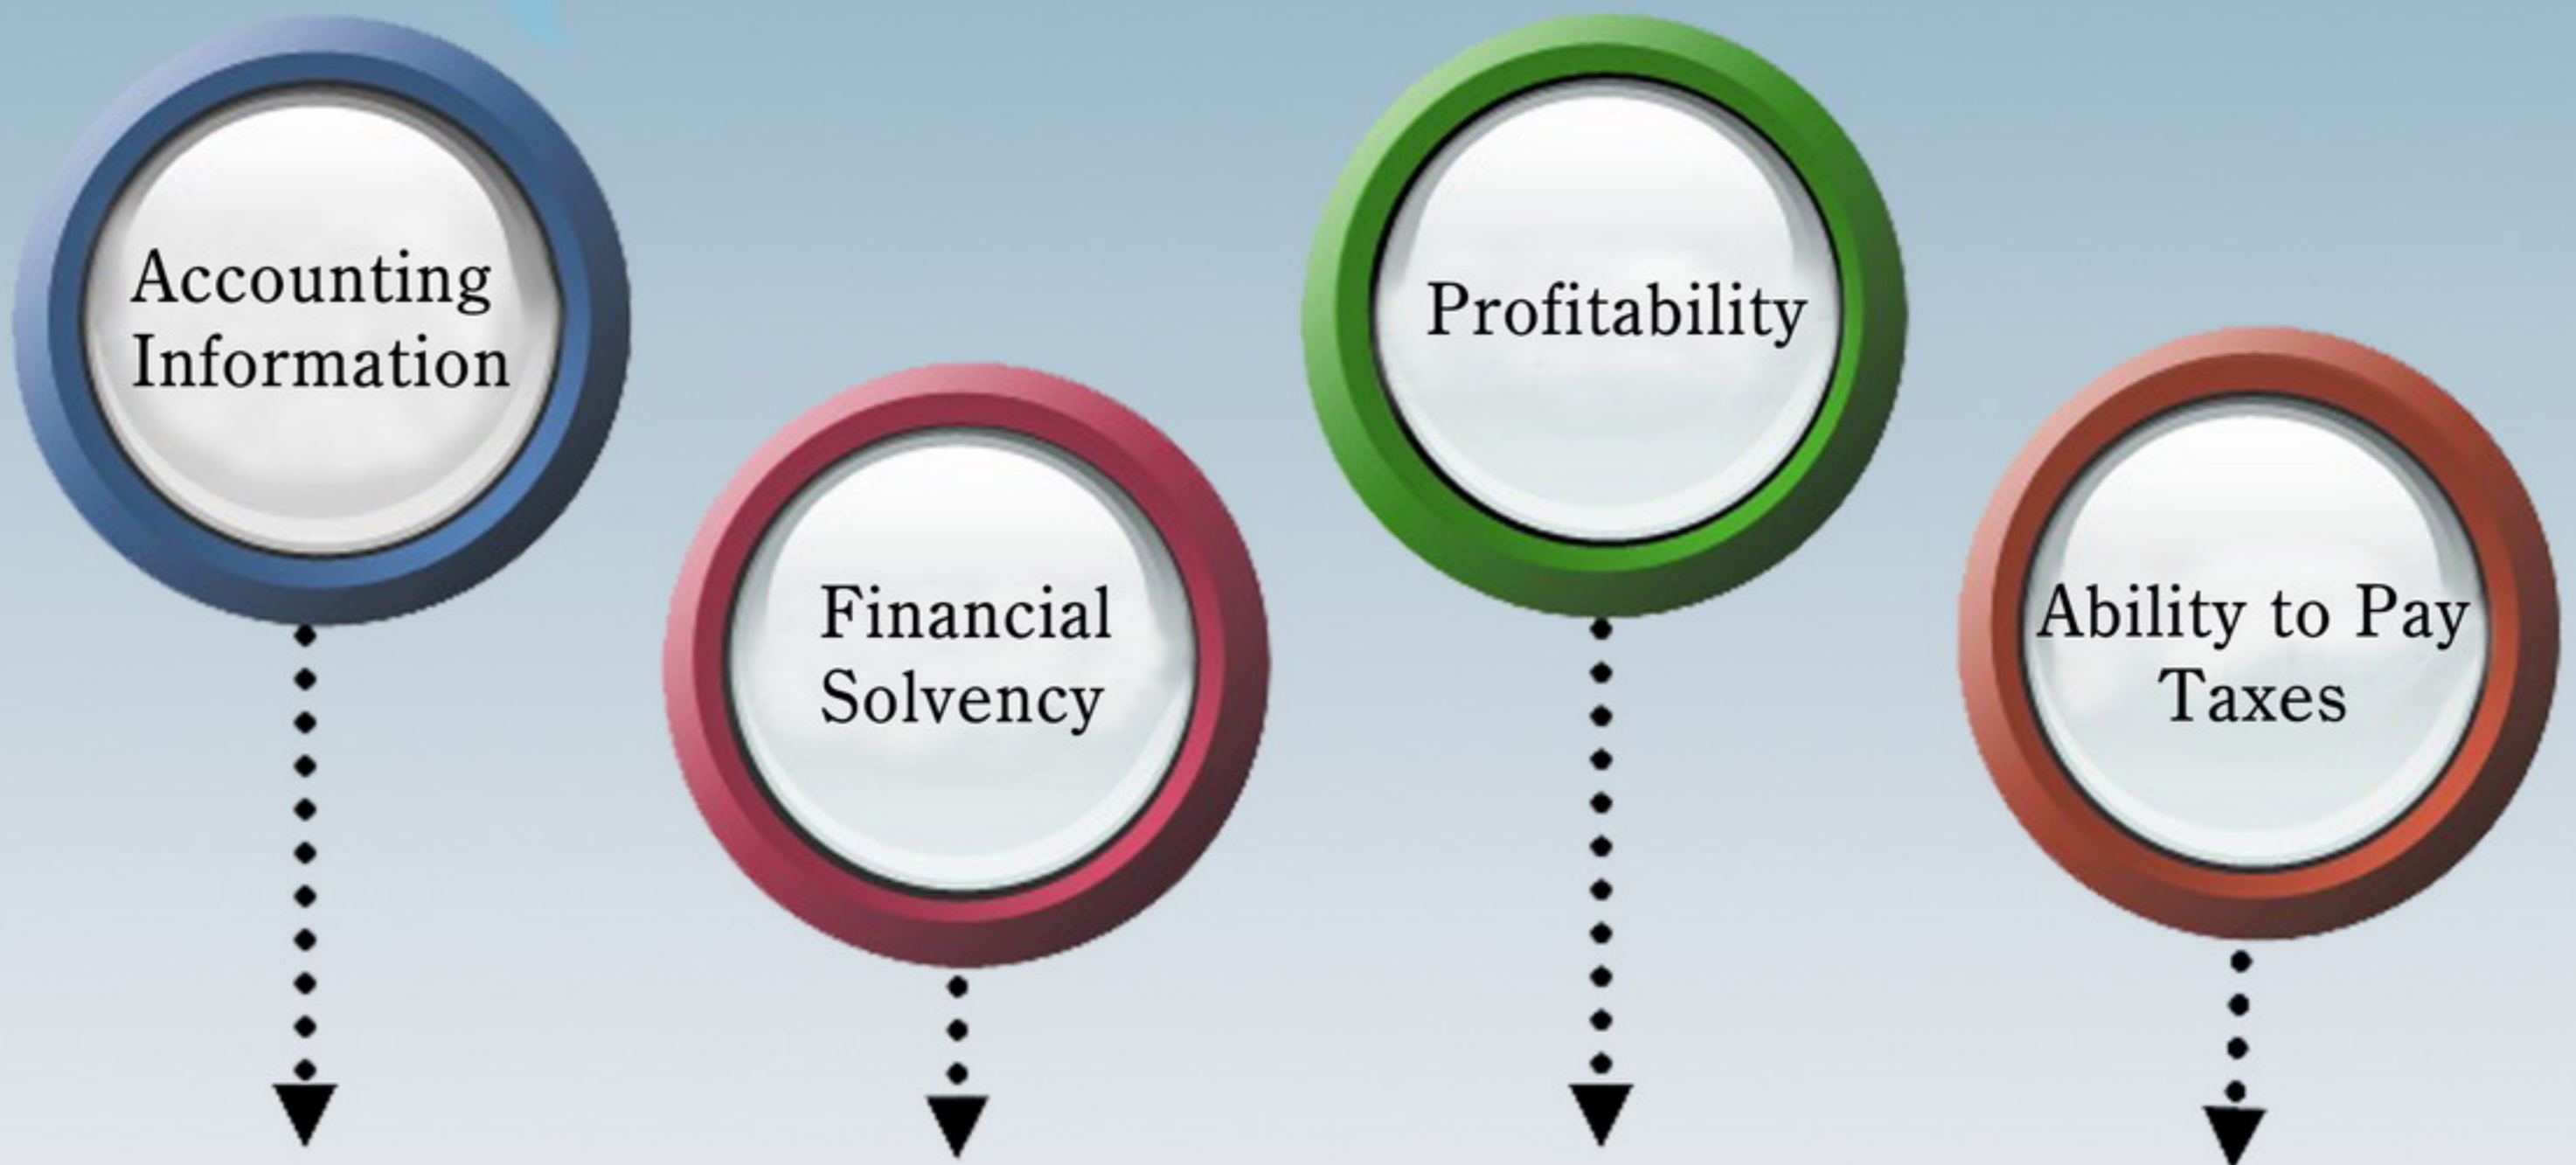 Accounting
Information
Financial
Solvency
Profitability
Ability to Pay
Taxes